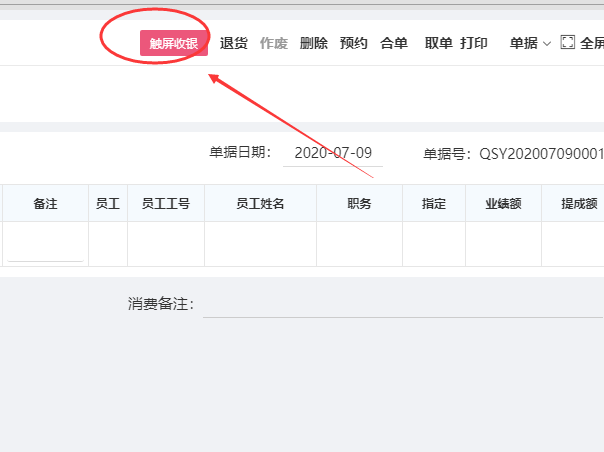 触屏收银 退货 作废 删除 预约 合单 取单 打印 单据 全屏
单据日期： 2020-07-09 单据号： QSY202007090001
备注 员工 员工工号 员工姓名 职务 指定 业绩额 提成额
消费备注：